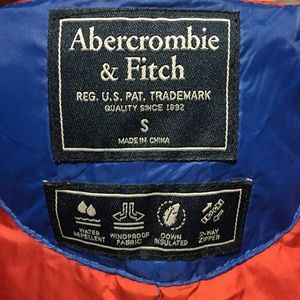 Abercrombie
& Fitch
REG. U.S. PAT. TRADEMARK
QUALITY SINCE 1892
S
MADE IN CHINA
WATER
REPELLENT
WINDPROOF
FABRIC
DOWN
INSULATED
2-WAY
ZIPPER